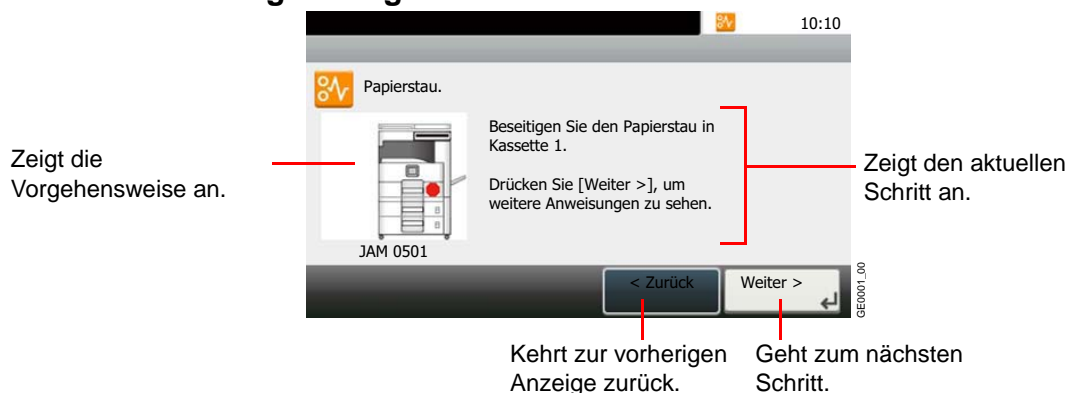 10:10
Papierstau.
Beseitigen Sie den Papierstau in
Kassette 1.
Drücken Sie [Weiter >], um
weitere Anweisungen zu sehen.
JAM 0501
< Zurück
Weiter >
GE0001_00
Zeigt die
Vorgehensweise an.
Zeigt den aktuellen
Schritt an.
Kehrt zur vorherigen
Anzeige zurück.
Geht zum nächsten
Schritt.